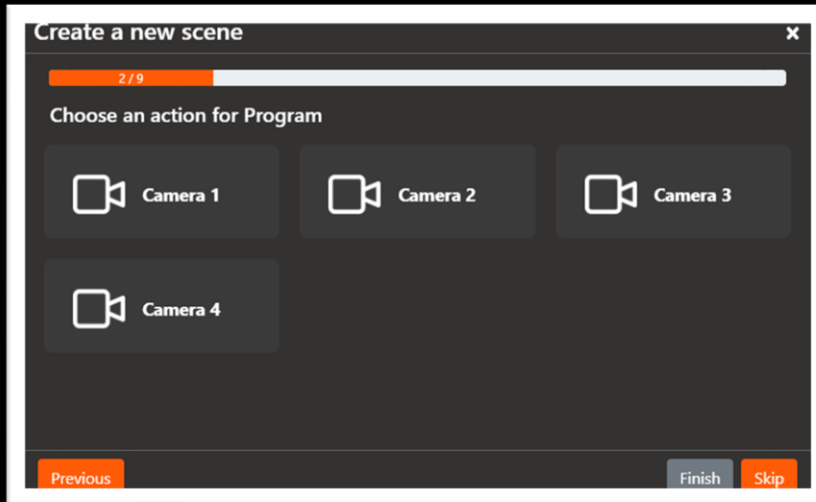 Create a new scene
×
2/9
Choose an action for Program
Camera 1
Camera 2
Camera 3
Camera 4
Previous
Finish
Skip